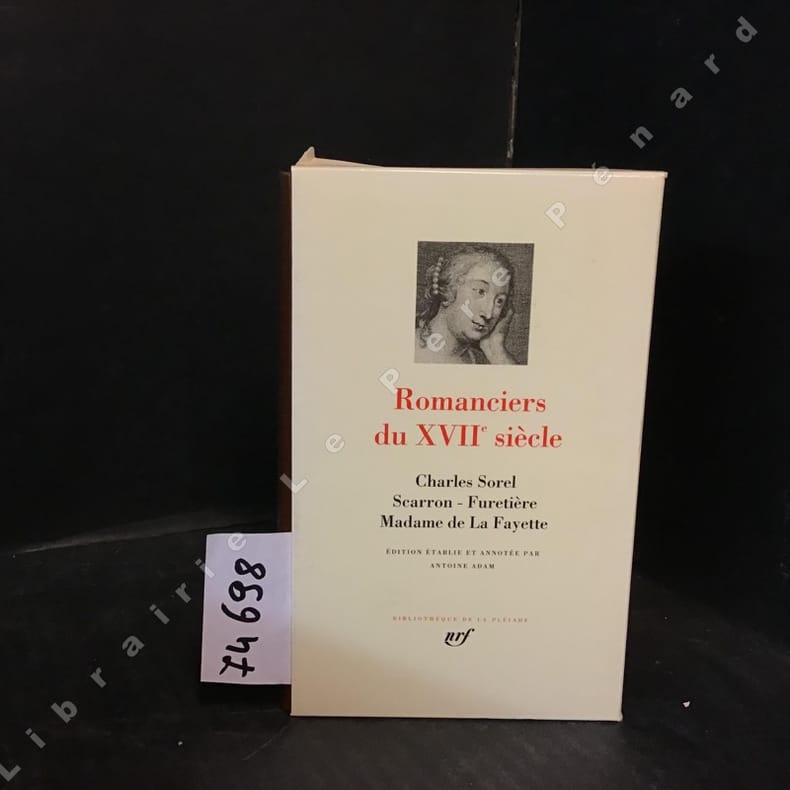 Romanciers
du XVIIe siècle
Charles Sorel
Scarron - Furetière
Madame de La Fayette
ÉDITION ÉTABLIE ET ANNOTÉE PAR
ANTOINE ADAM
BIBLIOTHÈQUE DE LA PLÉIADE
nrf
74698
Librairie Le Père Pénard